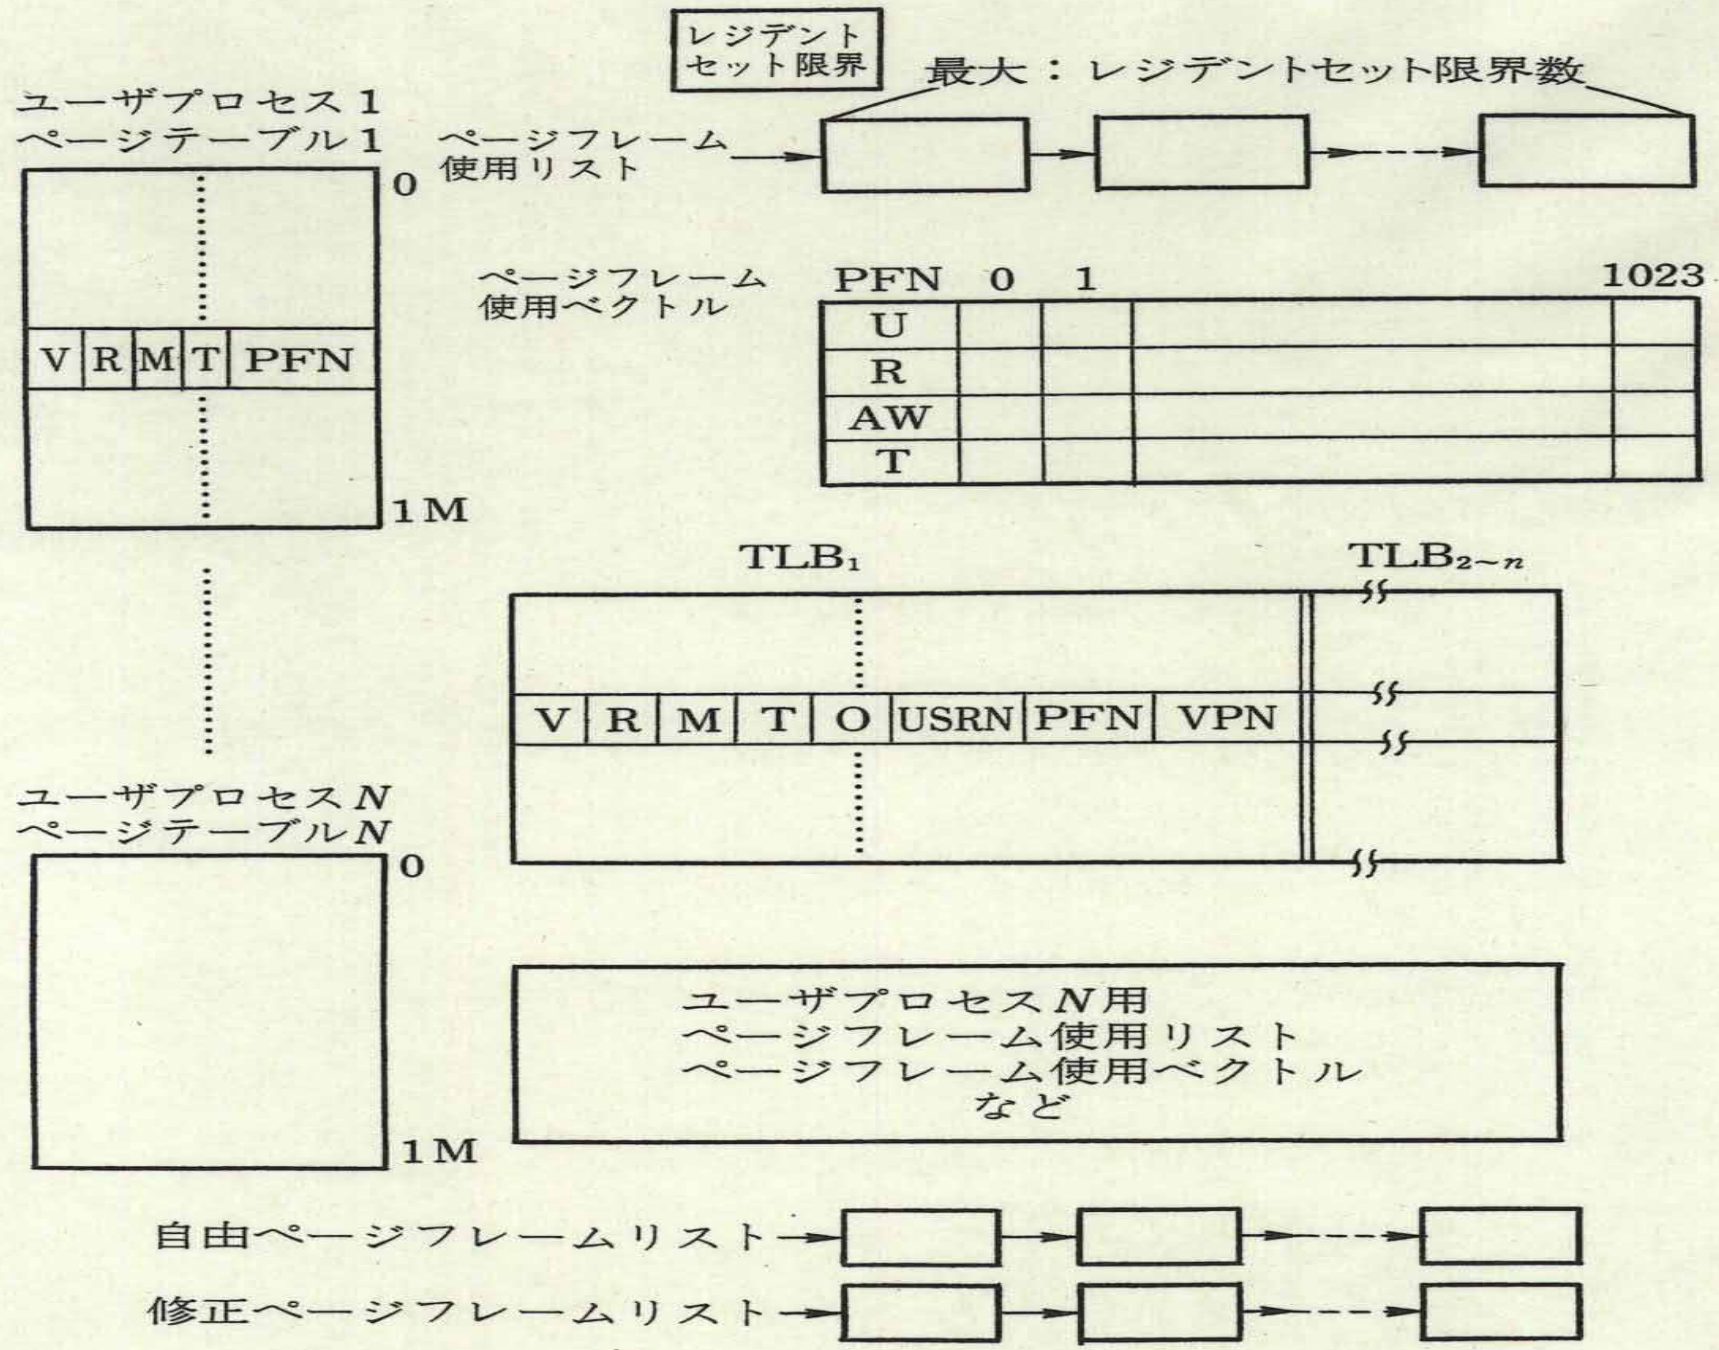 レジデント
セット限界
最大：レジデントセット限界数
ユーザプロセス1
ページテーブル1
0
ページフレーム
使用リスト
V R M T PFN
1M
ページフレーム
使用ベクトル
PFN 0 1 1023
U
R
AW
T
TLB₁ TLB₂~ₙ
V R M T O USRN PFN VPN
ユーザプロセスN
ページテーブルN
0
1M
ユーザプロセスN用
ページフレーム使用リスト
ページフレーム使用ベクトル
など
自由ページフレームリスト
修正ページフレームリスト